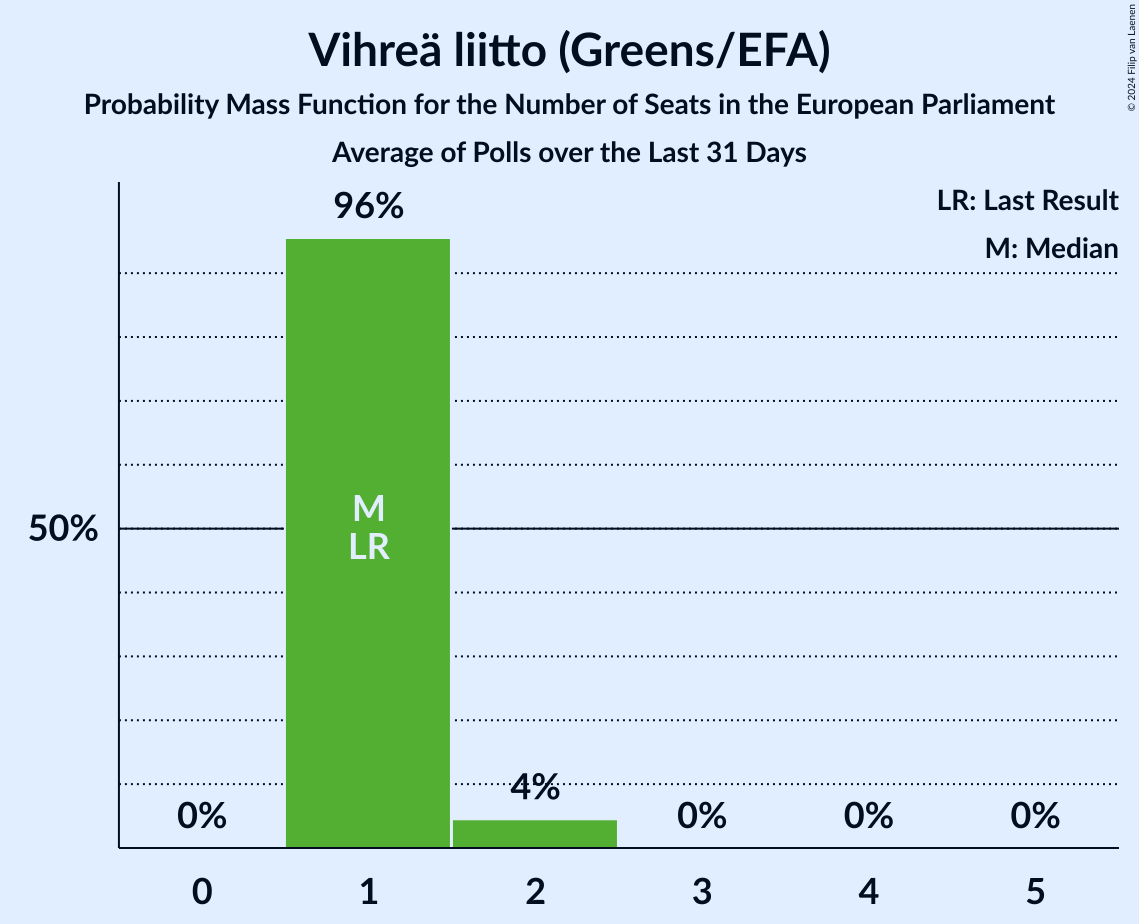 Vihreä liitto (Greens/EFA)
Probability Mass Function for the Number of Seats in the European Parliament
Average of Polls over the Last 31 Days
© 2024 Filip van Laenen
LR: Last Result
M: Median
96%
M
LR
50%
4%
0%
0%
0%
0%
0 1 2 3 4 5